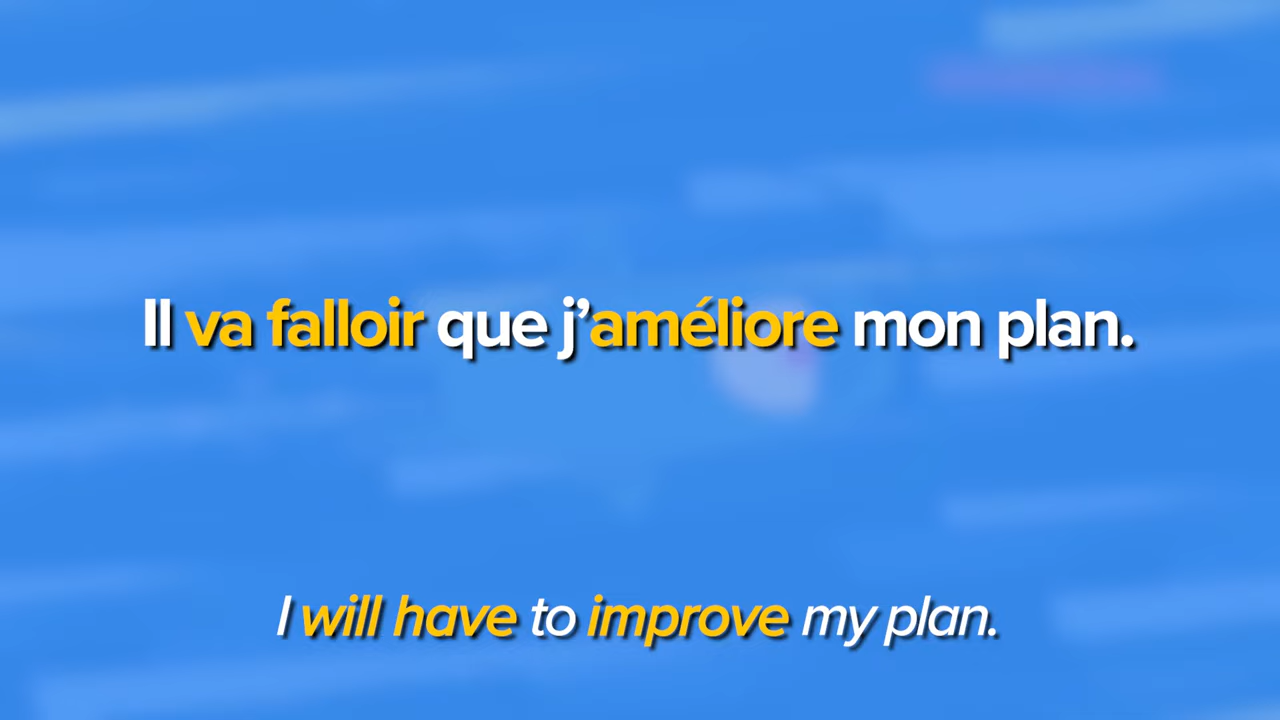 Il va falloir que j’améliore mon plan.
I will have to improve my plan.